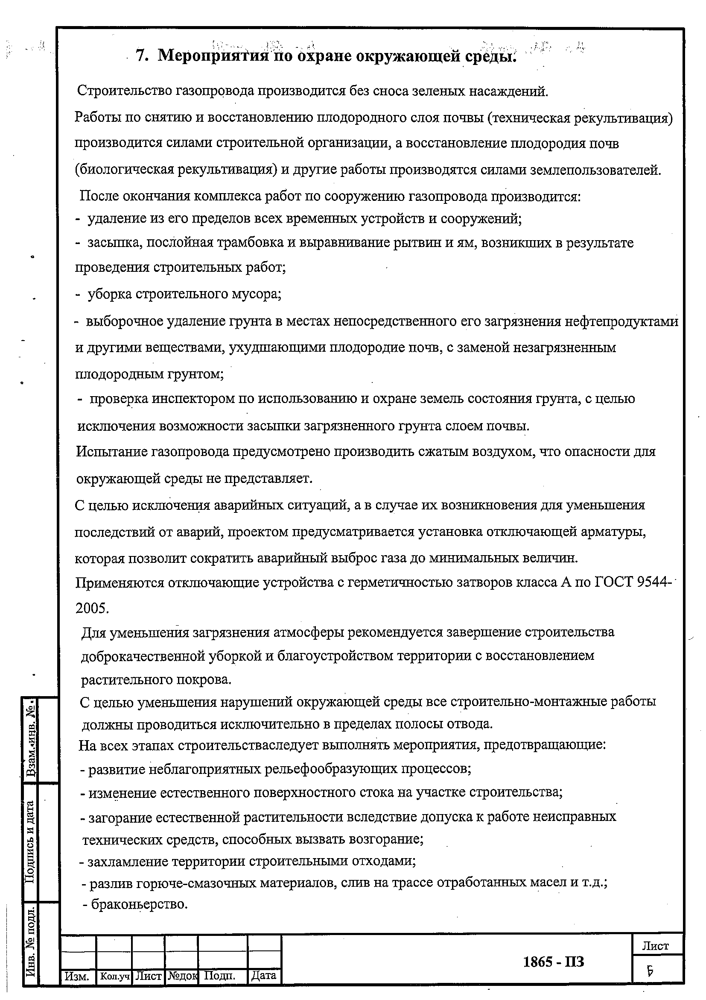 7. Мероприятия по охране окружающей среды.
Строительство газопровода производится без сноса зеленых насаждений.
Работы по снятию и восстановлению плодородного слоя почвы (техническая рекультивация)
производится силами строительной организации, а восстановление плодородия почв
(биологическая рекультивация) и другие работы производятся силами землепользователей.
После окончания комплекса работ по сооружению газопровода производится:
- удаление из его пределов всех временных устройств и сооружений;
- засыпка, послойная трамбовка и выравнивание рытвин и ям, возникших в результате
проведения строительных работ;
- уборка строительного мусора;
- выборочное удаление грунта в местах непосредственного его загрязнения нефтепродуктами
и другими веществами, ухудшающими плодородие почв, с заменой незагрязненным
плодородным грунтом;
- проверка инспектором по использованию и охране земель состояния грунта, с целью
исключения возможности засыпки загрязненного грунта слоем почвы.
Испытание газопровода предусмотрено производить сжатым воздухом, что опасности для
окружающей среды не представляет.
С целью исключения аварийных ситуаций, а в случае их возникновения для уменьшения
последствий от аварий, проектом предусматривается установка отключающей арматуры,
которая позволит сократить аварийный выброс газа до минимальных величин.
Применяются отключающие устройства с герметичностью затворов класса А по ГОСТ 9544-
2005.
Для уменьшения загрязнения атмосферы рекомендуется завершение строительства
доброкачественной уборкой и благоустройством территории с восстановлением
растительного покрова.
С целью уменьшения нарушений окружающей среды все строительно-монтажные работы
должны проводиться исключительно в пределах полосы отвода.
На всех этапах строительстваследует выполнять мероприятия, предотвращающие:
- развитие неблагоприятных рельефообразующих процессов;
- изменение естественного поверхностного стока на участке строительства;
- загорание естественной растительности вследствие допуска к работе неисправных
технических средств, способных вызвать возгорание;
- захламление территории строительными отходами;
- разлив горюче-смазочных материалов, слив на трассе отработанных масел и т.д.;
- браконьерство.
Взам.инв. №
Подпись и дата
Инв. № подл.
Изм. Кол.уч Лист №док Подп. Дата
1865 - ПЗ
Лист